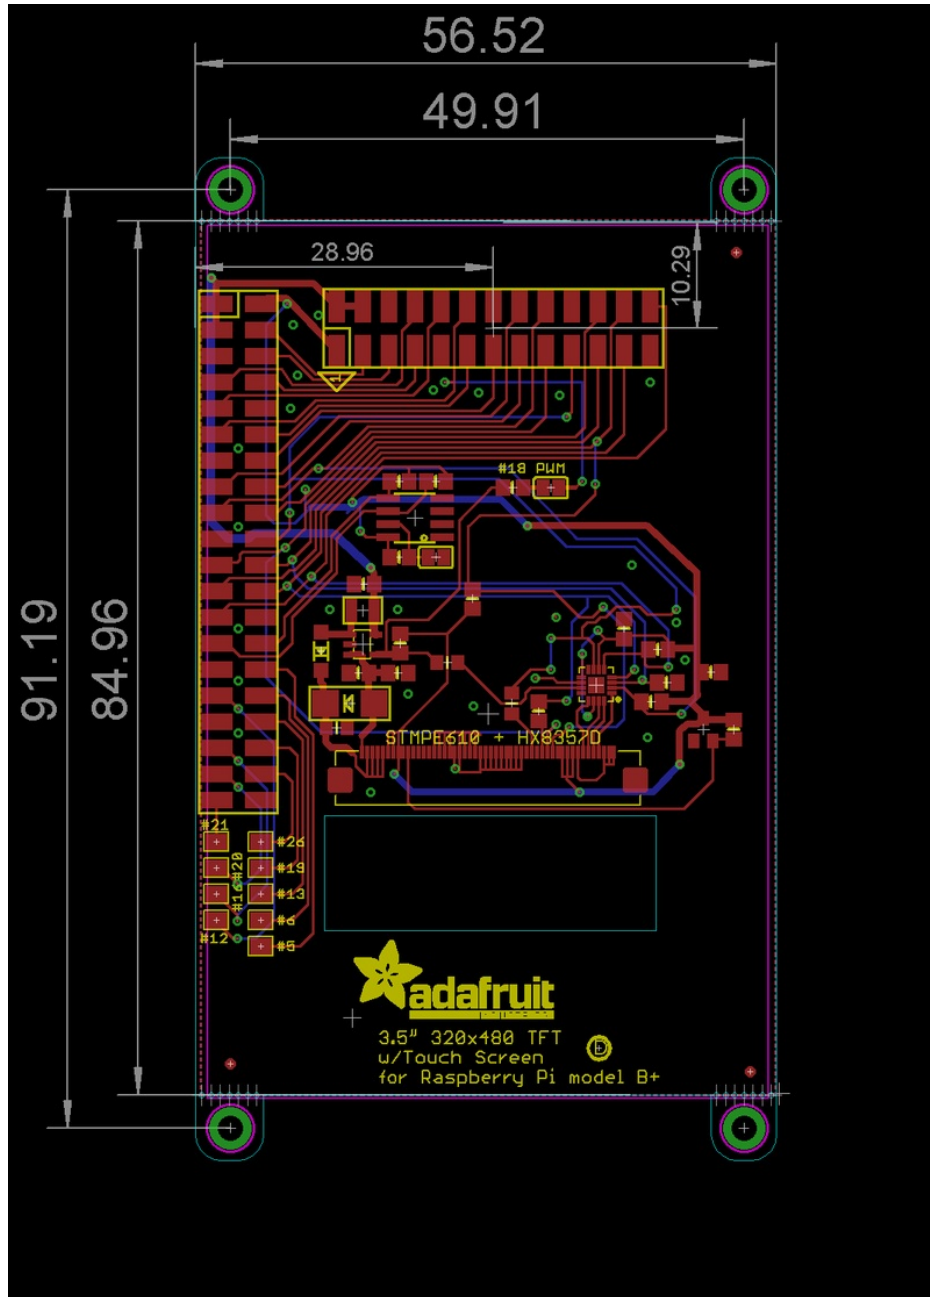 56.52
49.91
28.96
10.29
1
#18 PWM
91.19
84.96
STMPE610 + HX8357D
#21
#26
#20
#19
#16
#13
#6
#12
#5
adafruit
3.5" 320x480 TFT
w/Touch Screen
for Raspberry Pi model B+